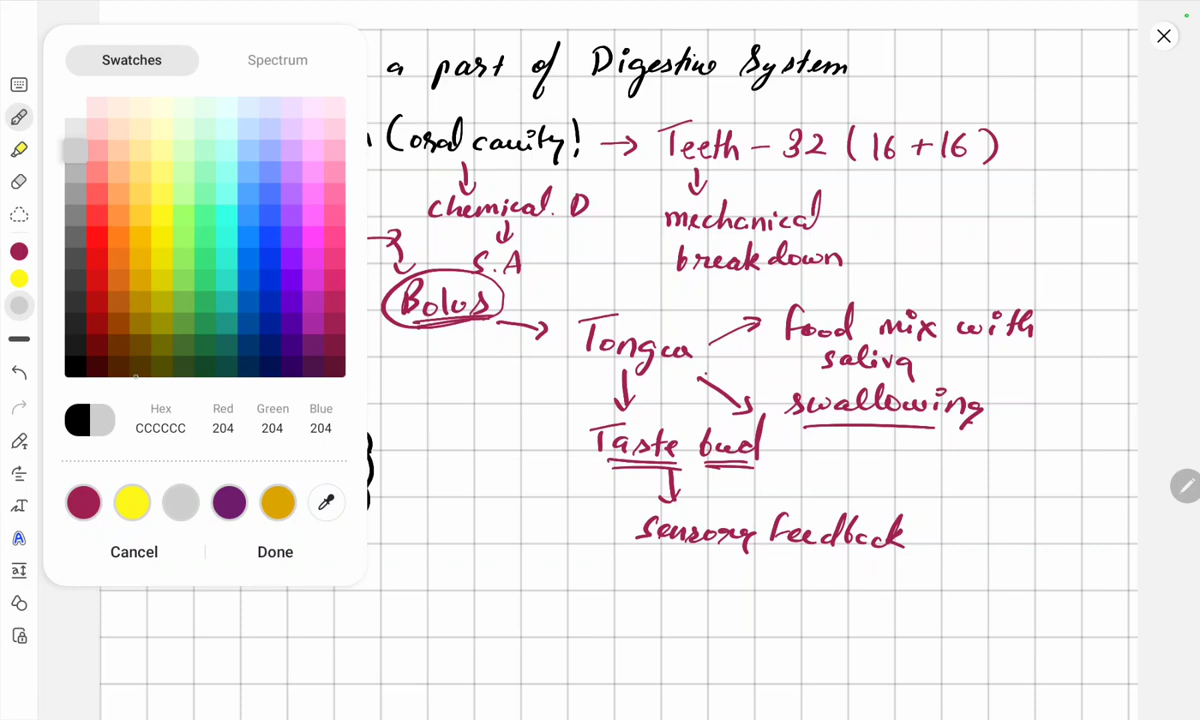 Swatches
Spectrum
a part of Digestive System
(oral cavity! → Teeth - 32 (16 + 16)
Chemical. D
mechanical
breakdown
S.A
Bolus
Tongue
food mix with
saliva
swallowing
Taste bud
sensory feedback
Hex
Red
Green
Blue
CCCCCC
204
204
204
Cancel
Done